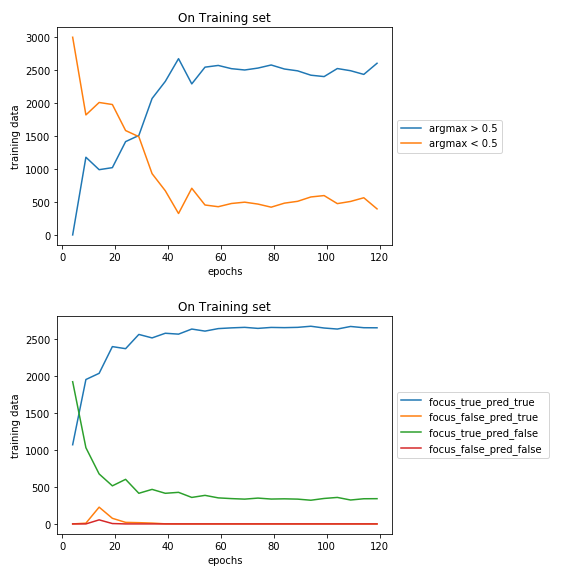 On Training set
3000
2500
2000
1500
1000
500
0
training data
0 20 40 60 80 100 120
epochs
argmax > 0.5
argmax < 0.5
On Training set
2500
2000
1500
1000
500
0
training data
0 20 40 60 80 100 120
epochs
focus_true_pred_true
focus_false_pred_true
focus_true_pred_false
focus_false_pred_false